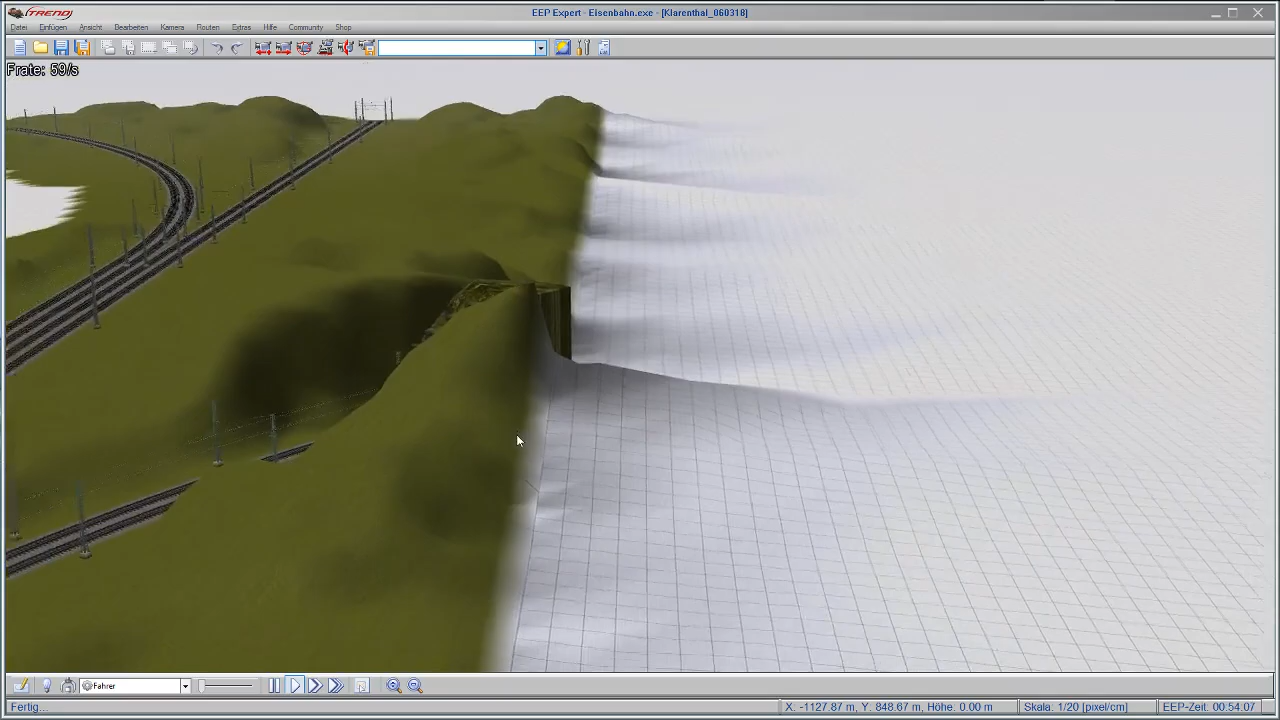 TREND
EEP Expert - Eisenbahn.exe - [Klarenthal_060318]
Datei Einfügen Ansicht Bearbeiten Kamera Routen Extras Hilfe Community Shop
Frate: 59/s
Fahrer
Fertig...
X: -1127.87 m, Y: 848.67 m, Höhe: 0.00 m
Skala: 1/20 [pixel/cm]
EEP-Zeit: 00:54:07